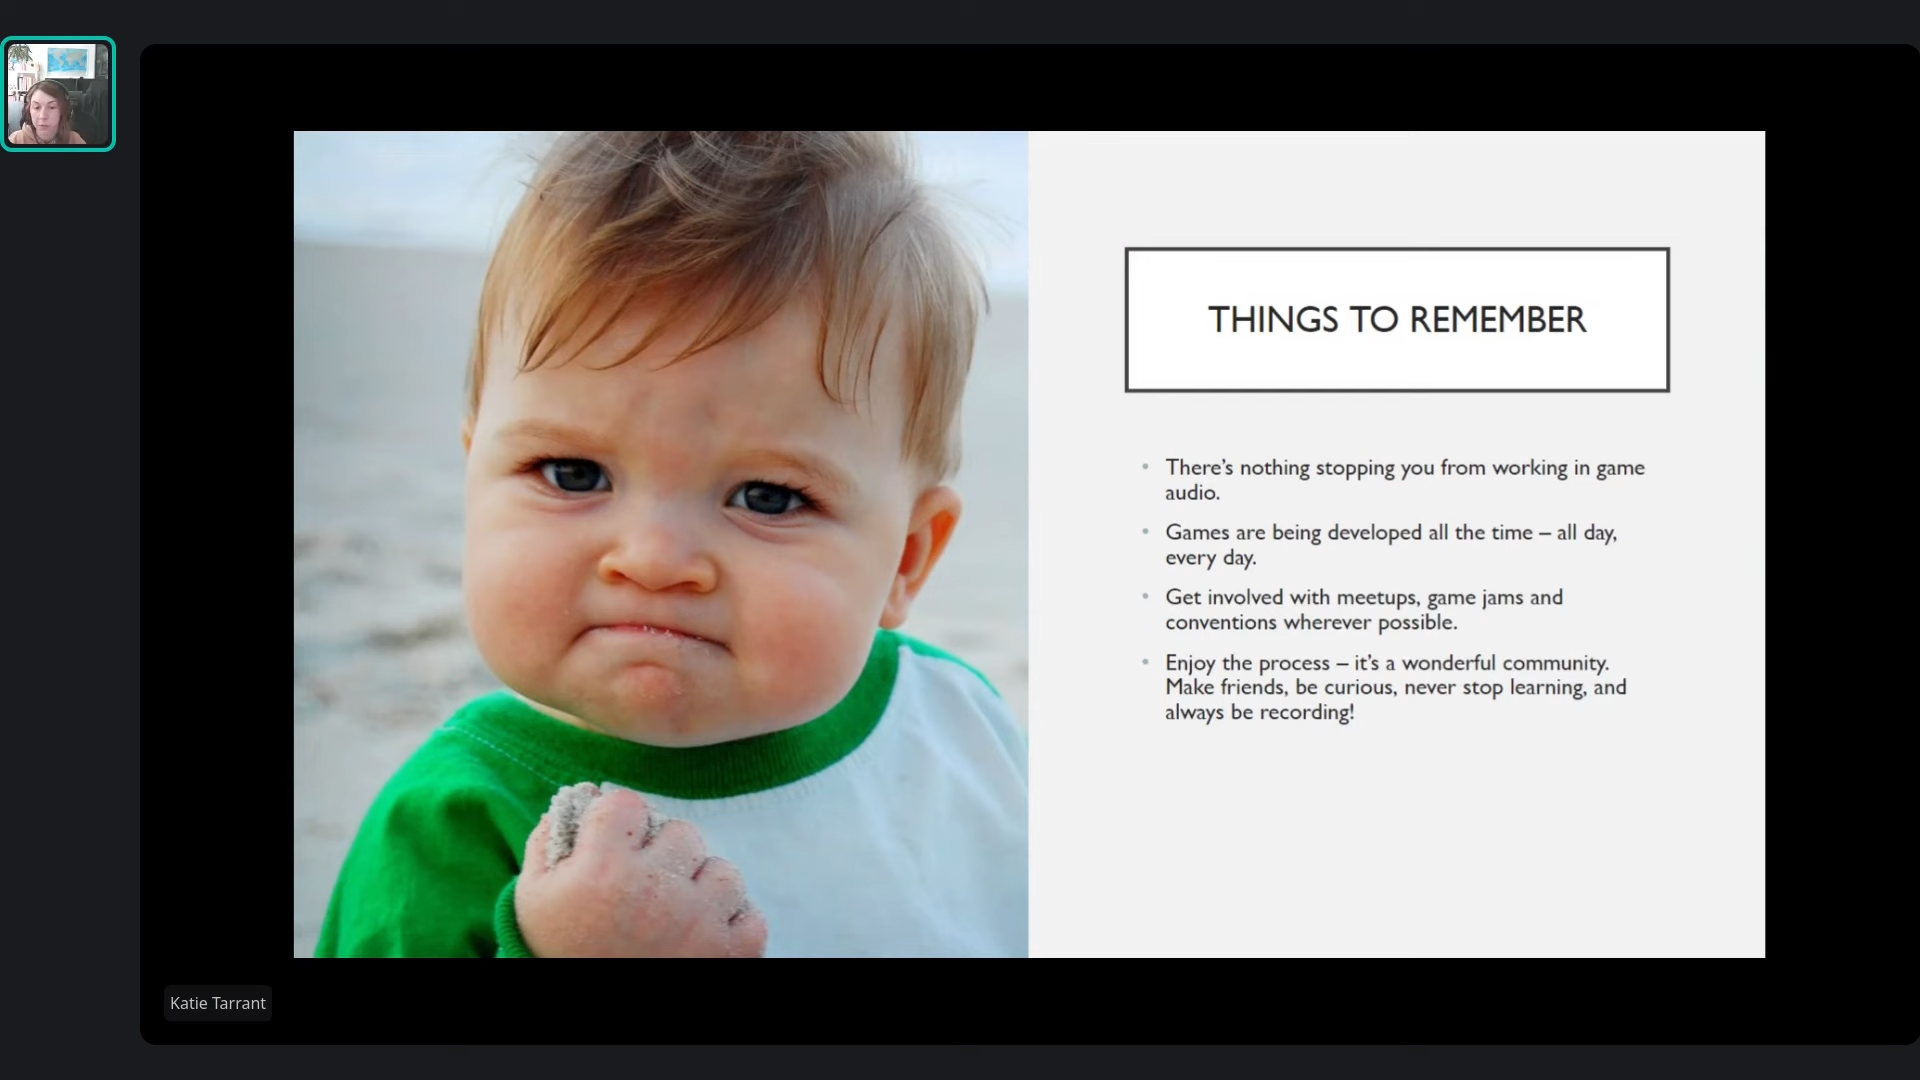 THINGS TO REMEMBER
• There’s nothing stopping you from working in game
audio.
• Games are being developed all the time – all day,
every day.
• Get involved with meetups, game jams and
conventions wherever possible.
• Enjoy the process – it’s a wonderful community.
Make friends, be curious, never stop learning, and
always be recording!
Katie Tarrant